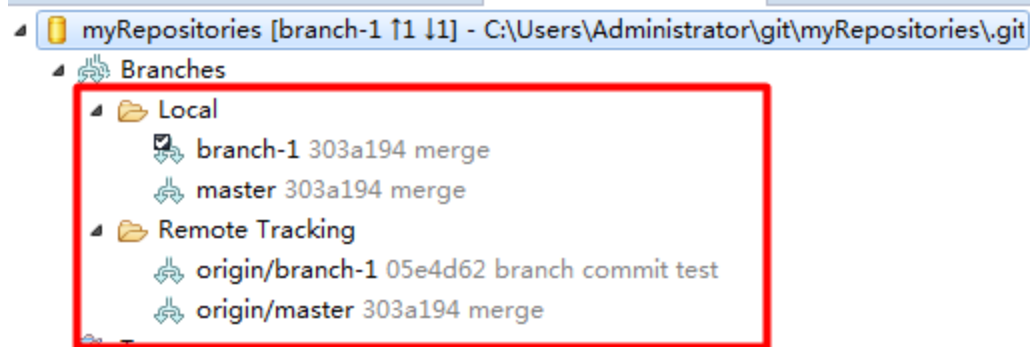 myRepositories [branch-1 ↑1 ↓1] - C:\Users\Administrator\git\myRepositories\.git
Branches
Local
branch-1 303a194 merge
master 303a194 merge
Remote Tracking
origin/branch-1 05e4d62 branch commit test
origin/master 303a194 merge